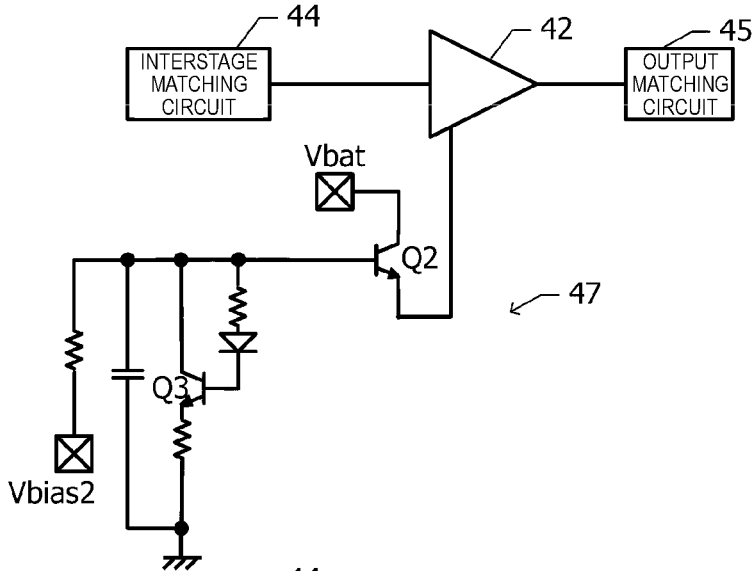 44
INTERSTAGE
MATCHING
CIRCUIT
42
45
OUTPUT
MATCHING
CIRCUIT
Vbat
Q2
47
Q3
Vbias2